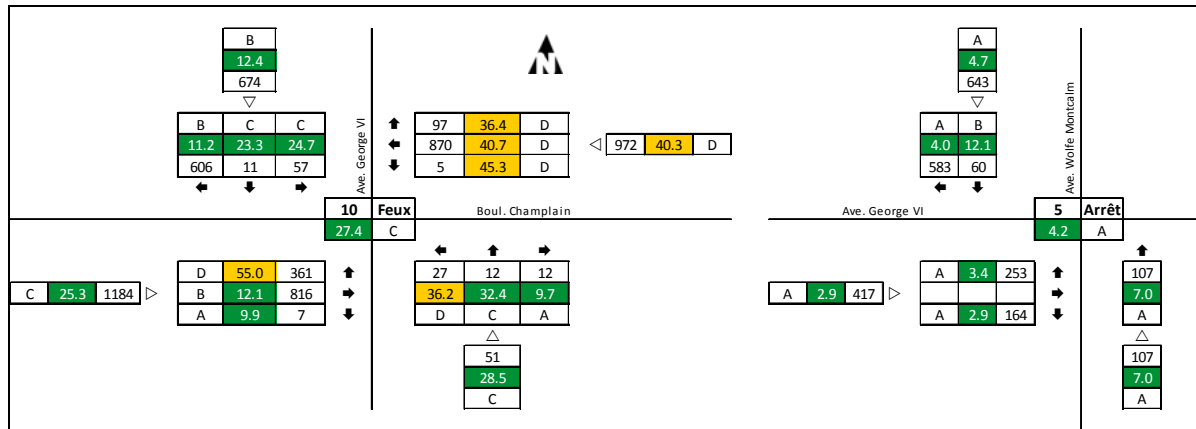 B
12.4
674
B C C
11.2 23.3 24.7
606 11 57
Ave. George VI
N
97 36.4 D
870 40.7 D
5 45.3 D
972 40.3 D
10 Feux
27.4 C
Boul. Champlain
C 25.3 1184
D 55.0 361
B 12.1 816
A 9.9 7
27 12 12
36.2 32.4 9.7
D C A
51
28.5
C
A
4.7
643
A B
4.0 12.1
583 60
Ave. Wolfe Montcalm
Ave. George VI
5 Arrêt
4.2 A
A 2.9 417
A 3.4 253
A 2.9 164
107
7.0
A
107
7.0
A